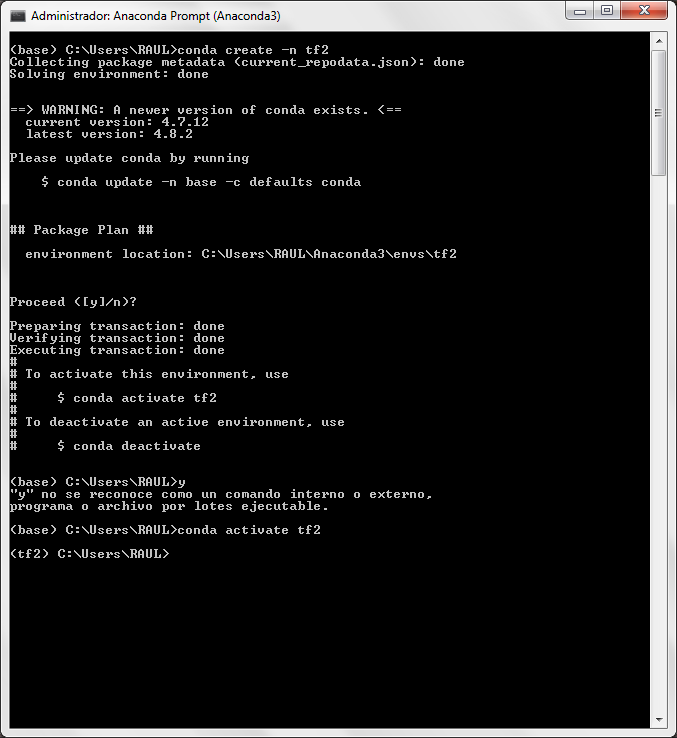 Administrador: Anaconda Prompt (Anaconda3)
(base) C:\Users\RAUL>conda create -n tf2
Collecting package metadata (current_repodata.json): done
Solving environment: done
==> WARNING: A newer version of conda exists. <==
  current version: 4.7.12
  latest version: 4.8.2
Please update conda by running
    $ conda update -n base -c defaults conda
## Package Plan ##
  environment location: C:\Users\RAUL\Anaconda3\envs\tf2
Proceed ([y]/n)?
Preparing transaction: done
Verifying transaction: done
Executing transaction: done
#
# To activate this environment, use
#
#     $ conda activate tf2
#
# To deactivate an active environment, use
#
#     $ conda deactivate
(base) C:\Users\RAUL>y
"y" no se reconoce como un comando interno o externo,
programa o archivo por lotes ejecutable.
(base) C:\Users\RAUL>conda activate tf2
(tf2) C:\Users\RAUL>